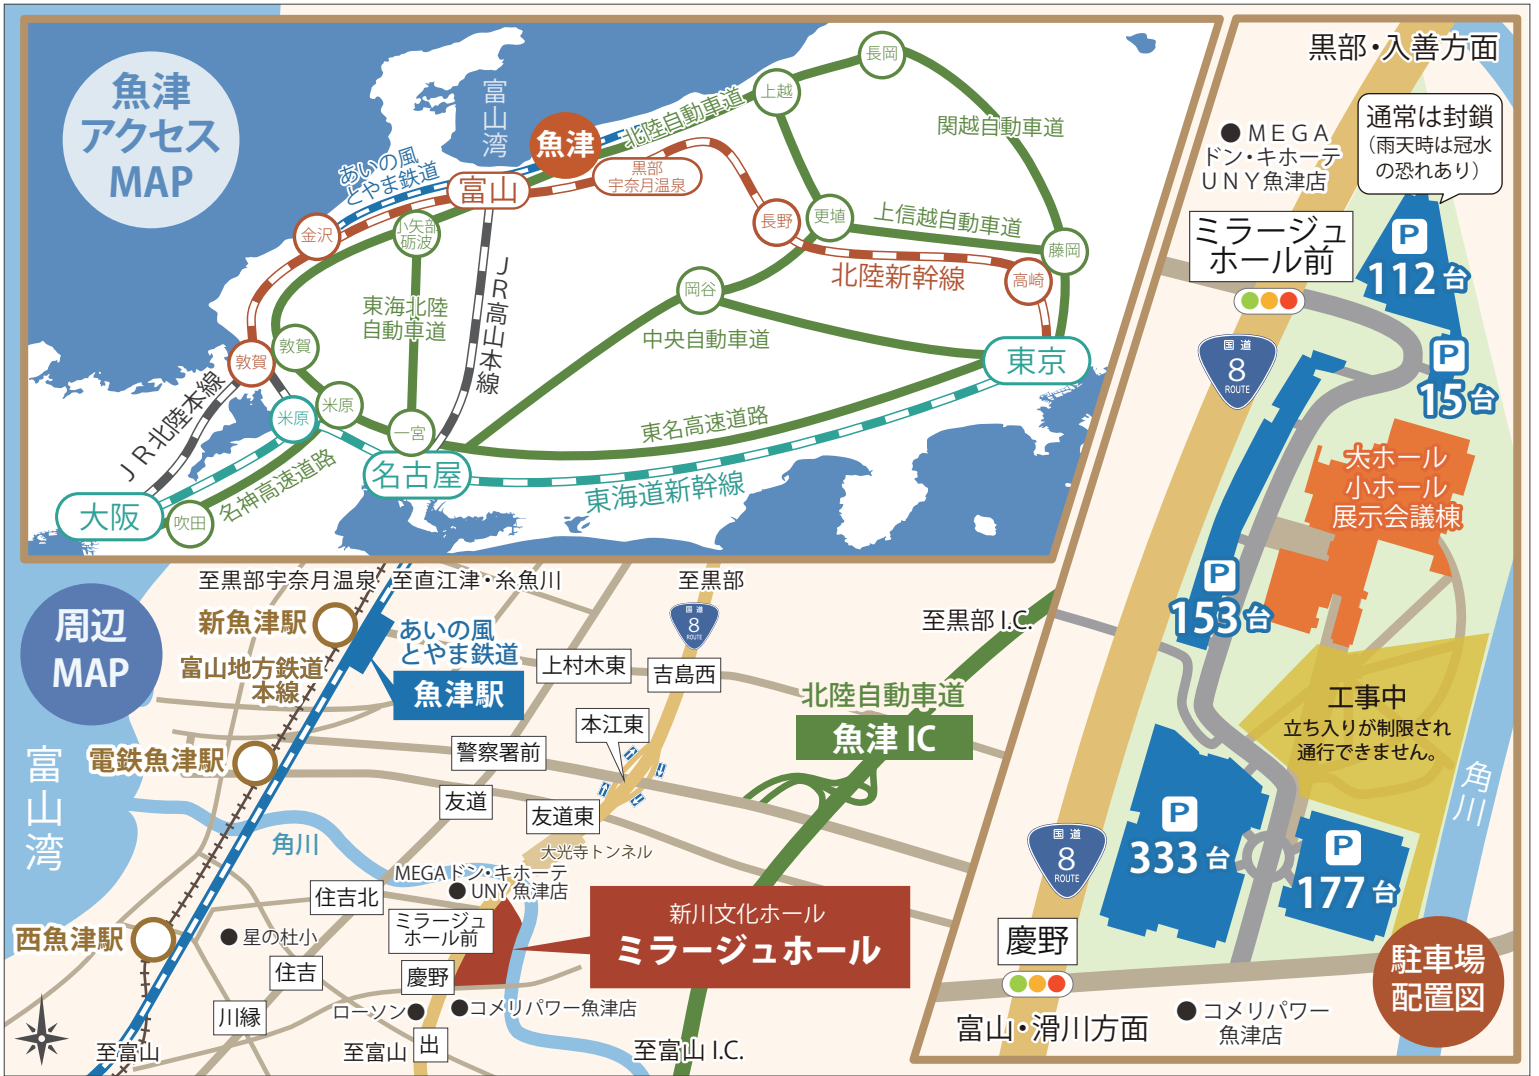 魚津
アクセス
MAP
富山湾
魚津
北陸自動車道
上越
長岡
関越自動車道
あいの風
とやま鉄道
富山
黒部
宇奈月温泉
金沢
小矢部
砺波
長野
更埴
上信越自動車道
藤岡
北陸新幹線
高崎
JR高山本線
東海北陸
自動車道
岡谷
中央自動車道
敦賀
敦賀
東京
米原
米原
一宮
JR北陸本線
東名高速道路
名古屋
東海道新幹線
名神高速道路
大阪
吹田
周辺
MAP
至黒部宇奈月温泉
至直江津・糸魚川
至黒部
新魚津駅
あいの風
とやま鉄道
国道
8
ROUTE
至黒部 I.C.
富山地方鉄道
本線
魚津駅
上村木東
吉島西
北陸自動車道
魚津 IC
本江東
警察署前
電鉄魚津駅
富山湾
友道
友道東
角川
大光寺トンネル
MEGAドン・キホーテ
UNY 魚津店
住吉北
ミラージュ
ホール前
新川文化ホール
ミラージュホール
西魚津駅
星の杜小
住吉
慶野
川縁
ローソン
コメリパワー魚津店
至富山
至富山
出
至富山 I.C.
黒部・入善方面
通常は封鎖
(雨天時は冠水
の恐れあり)
MEGA
ドン・キホーテ
UNY魚津店
ミラージュ
ホール前
P
112台
国道
8
ROUTE
P
15台
大ホール
小ホール
展示会議棟
P
153台
工事中
立ち入りが制限され
通行できません。
角川
P
333台
国道
8
ROUTE
P
177台
慶野
駐車場
配置図
富山・滑川方面
コメリパワー
魚津店